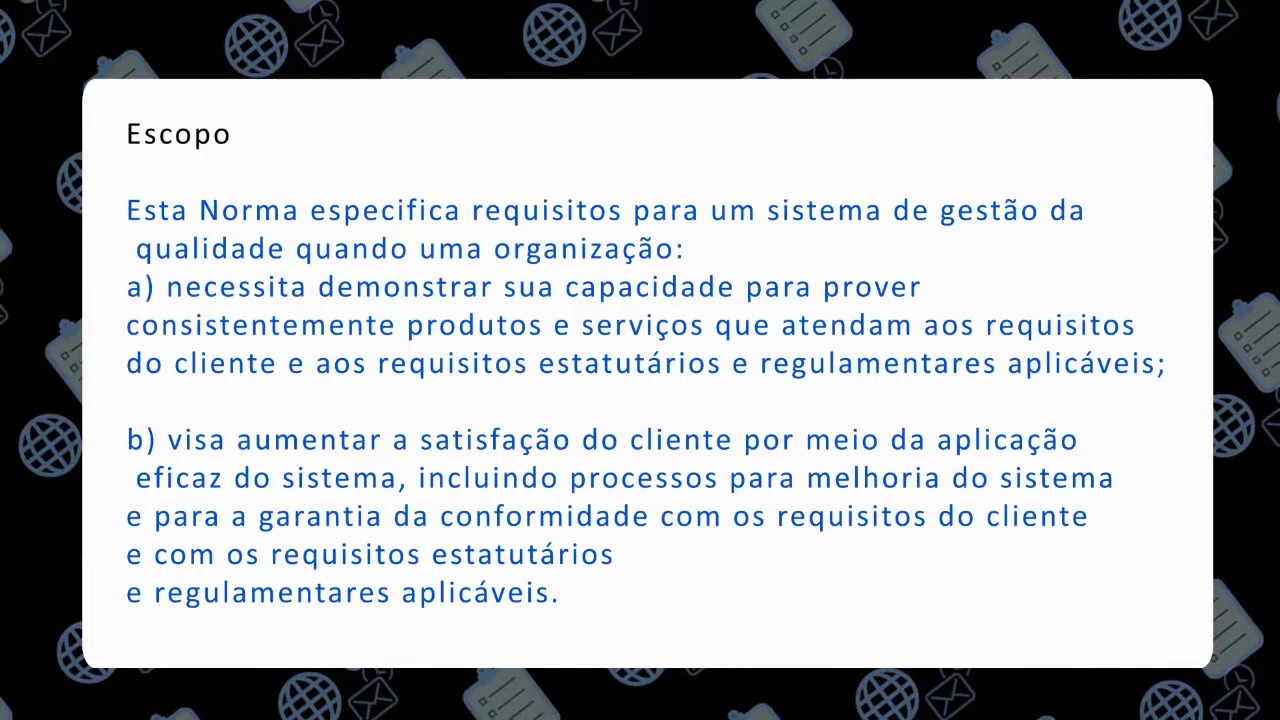 Escopo
Esta Norma especifica requisitos para um sistema de gestão da
qualidade quando uma organização:
a) necessita demonstrar sua capacidade para prover
consistentemente produtos e serviços que atendam aos requisitos
do cliente e aos requisitos estatutários e regulamentares aplicáveis;
b) visa aumentar a satisfação do cliente por meio da aplicação
eficaz do sistema, incluindo processos para melhoria do sistema
e para a garantia da conformidade com os requisitos do cliente
e com os requisitos estatutários
e regulamentares aplicáveis.